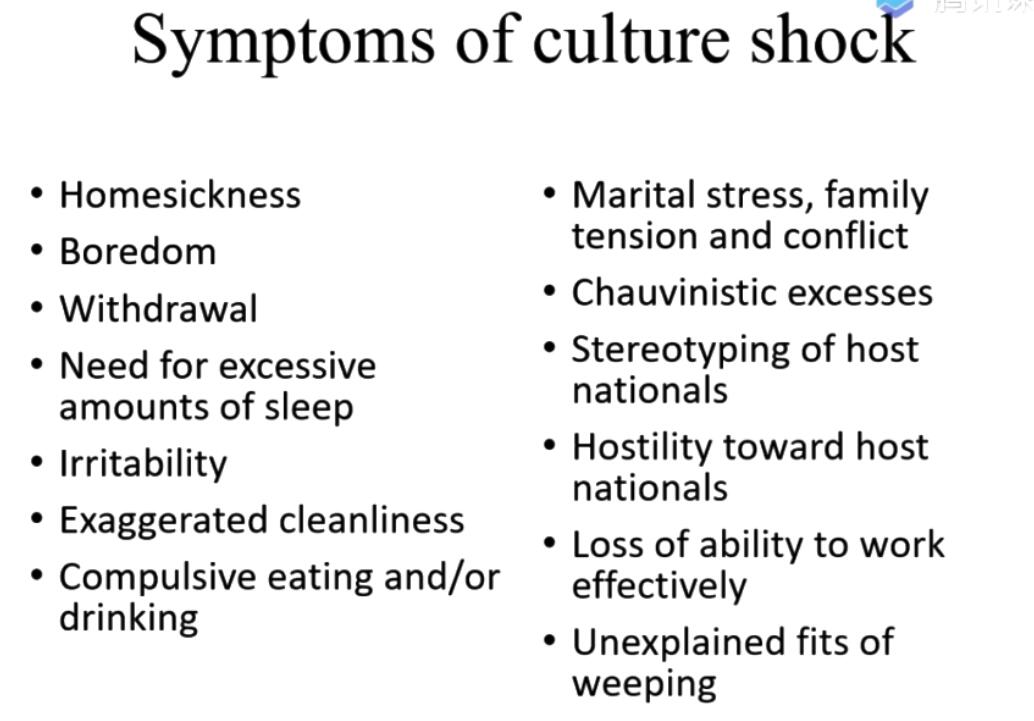 Symptoms of culture shock
• Homesickness
• Boredom
• Withdrawal
• Need for excessive
amounts of sleep
• Irritability
• Exaggerated cleanliness
• Compulsive eating and/or
drinking
• Marital stress, family
tension and conflict
• Chauvinistic excesses
• Stereotyping of host
nationals
• Hostility toward host
nationals
• Loss of ability to work
effectively
• Unexplained fits of
weeping